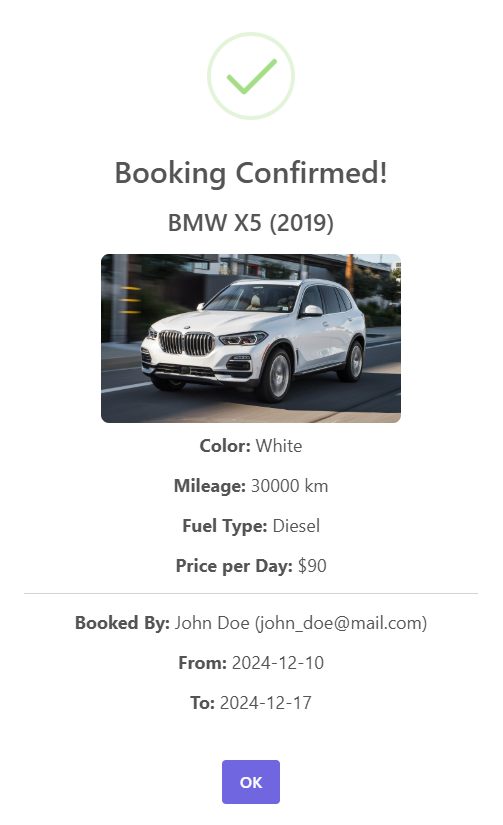 Booking Confirmed!
BMW X5 (2019)
Color: White
Mileage: 30000 km
Fuel Type: Diesel
Price per Day: $90
Booked By: John Doe (john_doe@mail.com)
From: 2024-12-10
To: 2024-12-17
OK